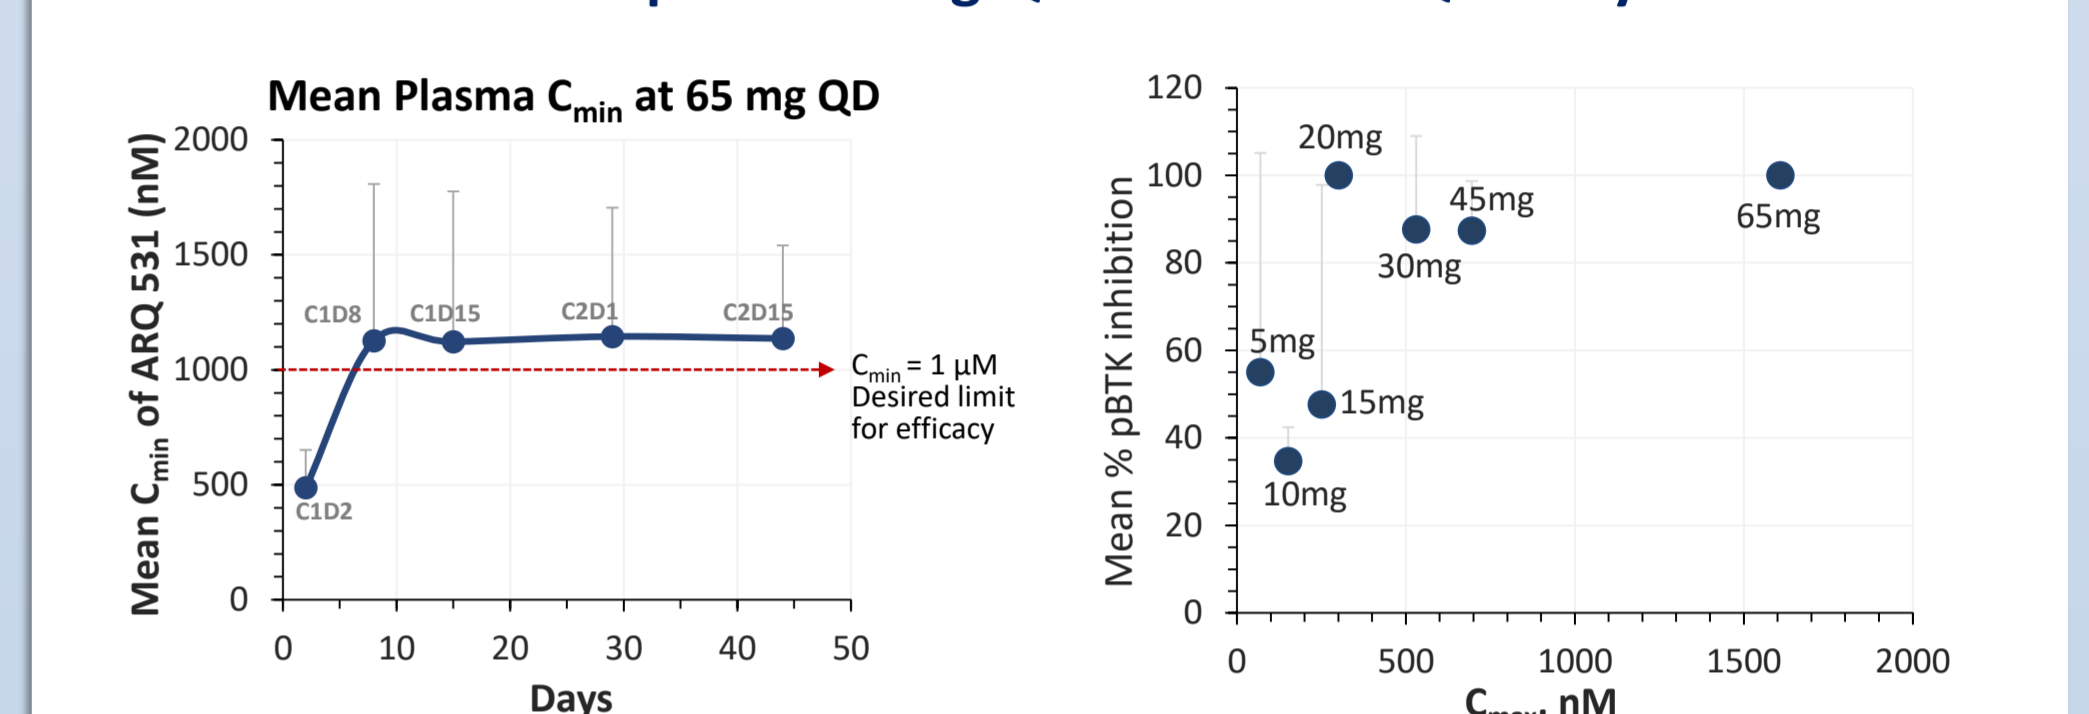 Mean Plasma Cmin at 65 mg QD
Mean Cmin of ARQ 531 (nM)
2000
1500
1000
500
0
C1D8
C1D15
C2D1
C2D15
C1D2
Cmin = 1 µM
Desired limit
for efficacy
0 10 20 30 40 50
Days
Mean % pBTK inhibition
120
100
80
60
40
20
0
20mg
45mg
65mg
30mg
5mg
15mg
10mg
0 500 1000 1500 2000
Cmax, nM